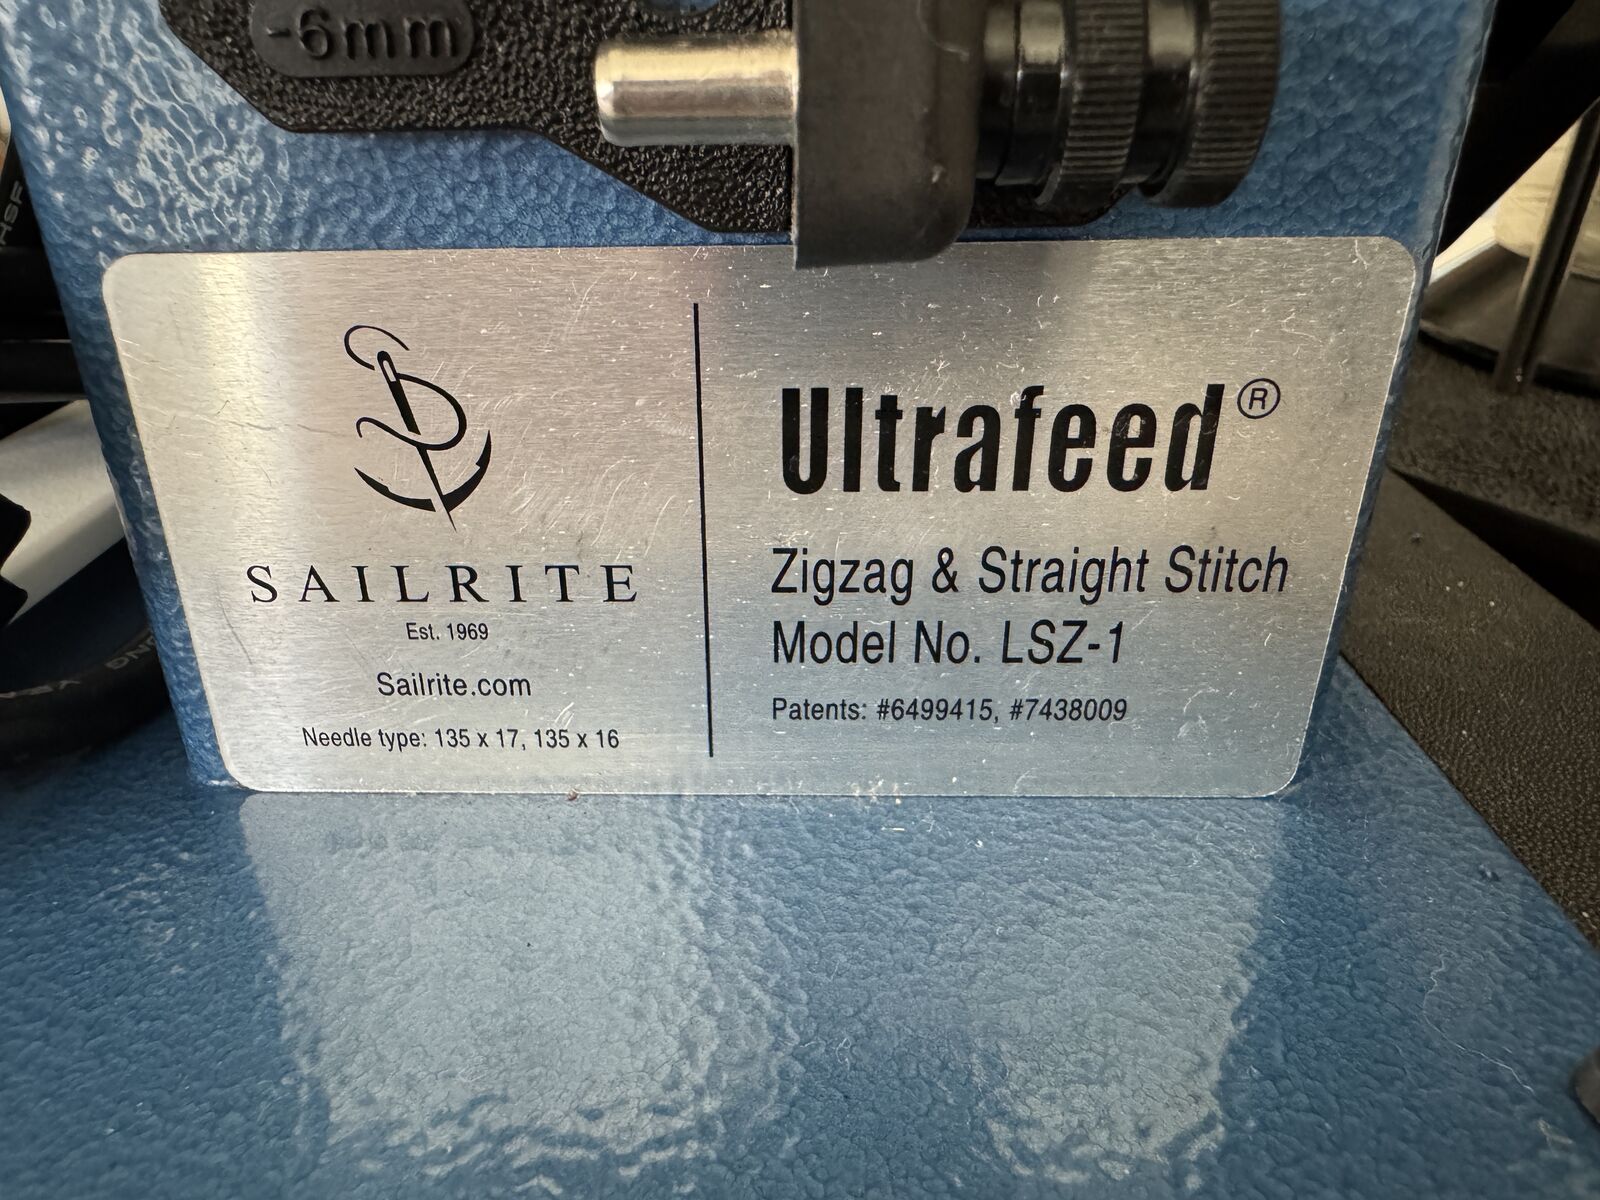 -6mm
SAILRITE
Est. 1969
Sailrite.com
Needle type: 135 x 17, 135 x 16
Ultrafeed®
Zigzag & Straight Stitch
Model No. LSZ-1
Patents: #6499415, #7438009
HSF